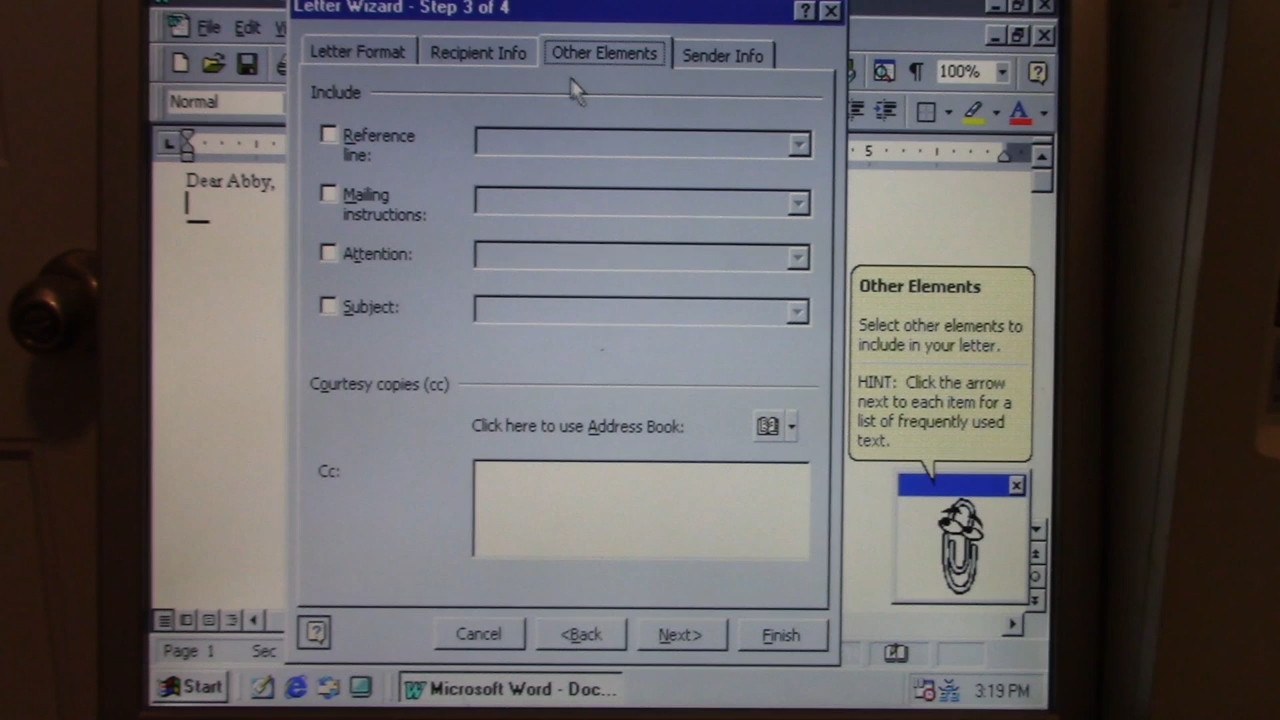 Letter Wizard - Step 3 of 4
File Edit
Letter Format Recipient Info Other Elements Sender Info
100%
Normal
Include
Reference
line:
5
Dear Abby,
Mailing
instructions:
Attention:
Subject:
Other Elements
Select other elements to
include in your letter.
HINT: Click the arrow
next to each item for a
list of frequently used
text.
Courtesy copies (cc)
Click here to use Address Book:
Cc:
Cancel <Back Next> Finish
Page 1 Sec
Start Microsoft Word - Doc... 3:19 PM